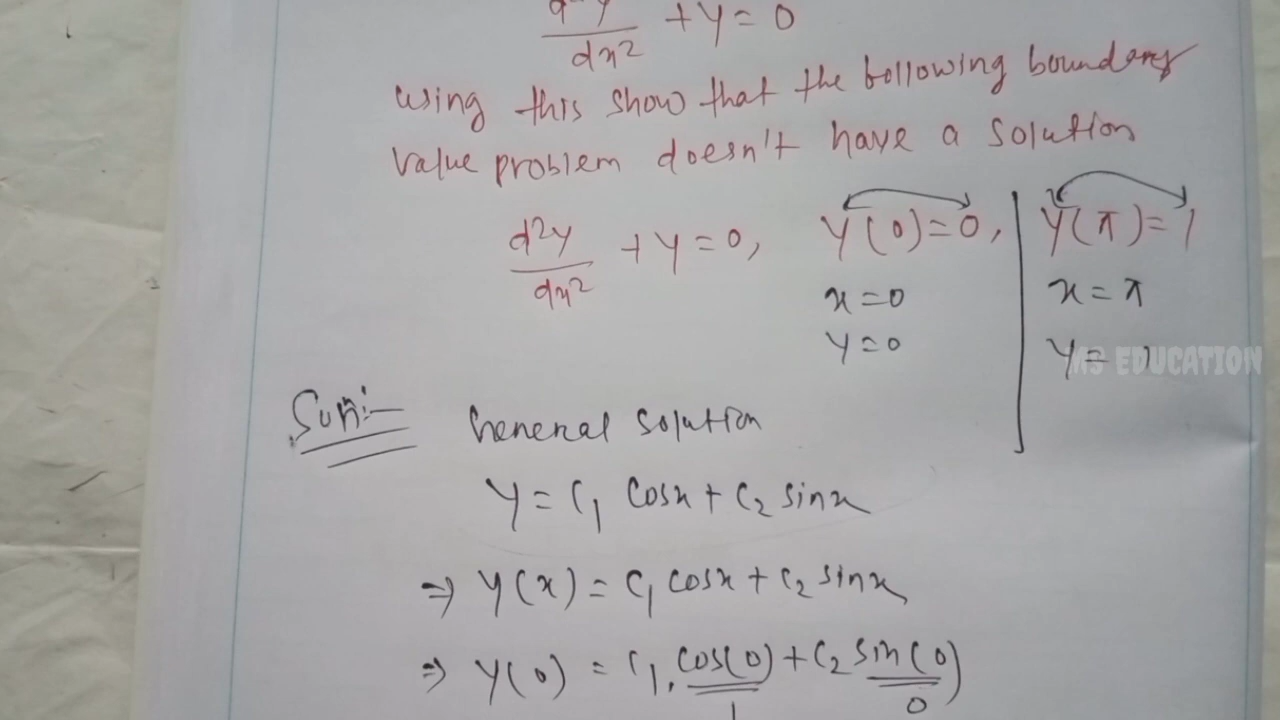 d²y/dx² + y = 0
using this show that the following boundary
value problem doesn't have a solution
d²y/dx² + y = 0, y(0) = 0, | y(π) = 1
x = 0 x = π
y = 0 y =
MS EDUCATION
Soln:-
General solution
y = C₁ cosx + C₂ sinx
⇒ y(x) = C₁ cosx + C₂ sinx
⇒ y(0) = C₁. cos(0) + C₂ sin(0)
1 0